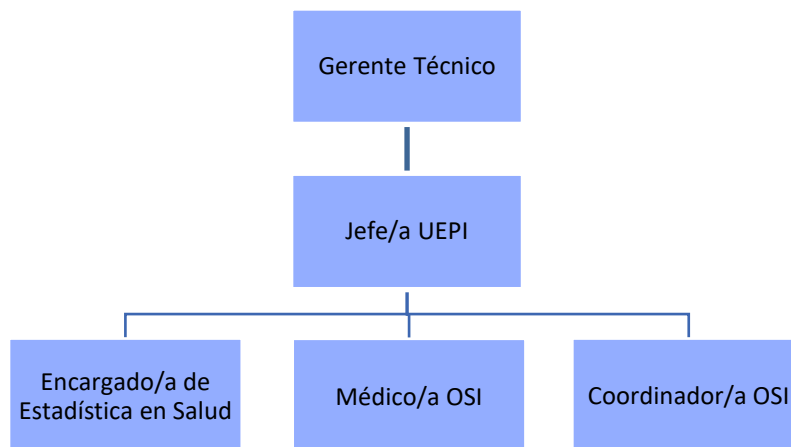 Gerente Técnico
Jefe/a UEPI
Encargado/a de
Estadística en Salud
Médico/a OSI
Coordinador/a OSI